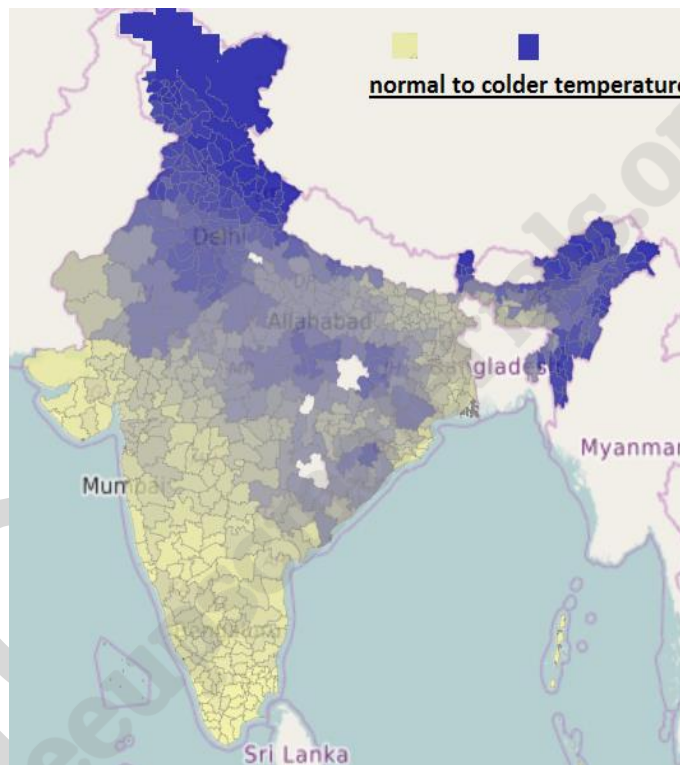 normal to colder temperature
Delhi
Allahabad
Bangladesh
Myanmar
Mumbai
Sri Lanka